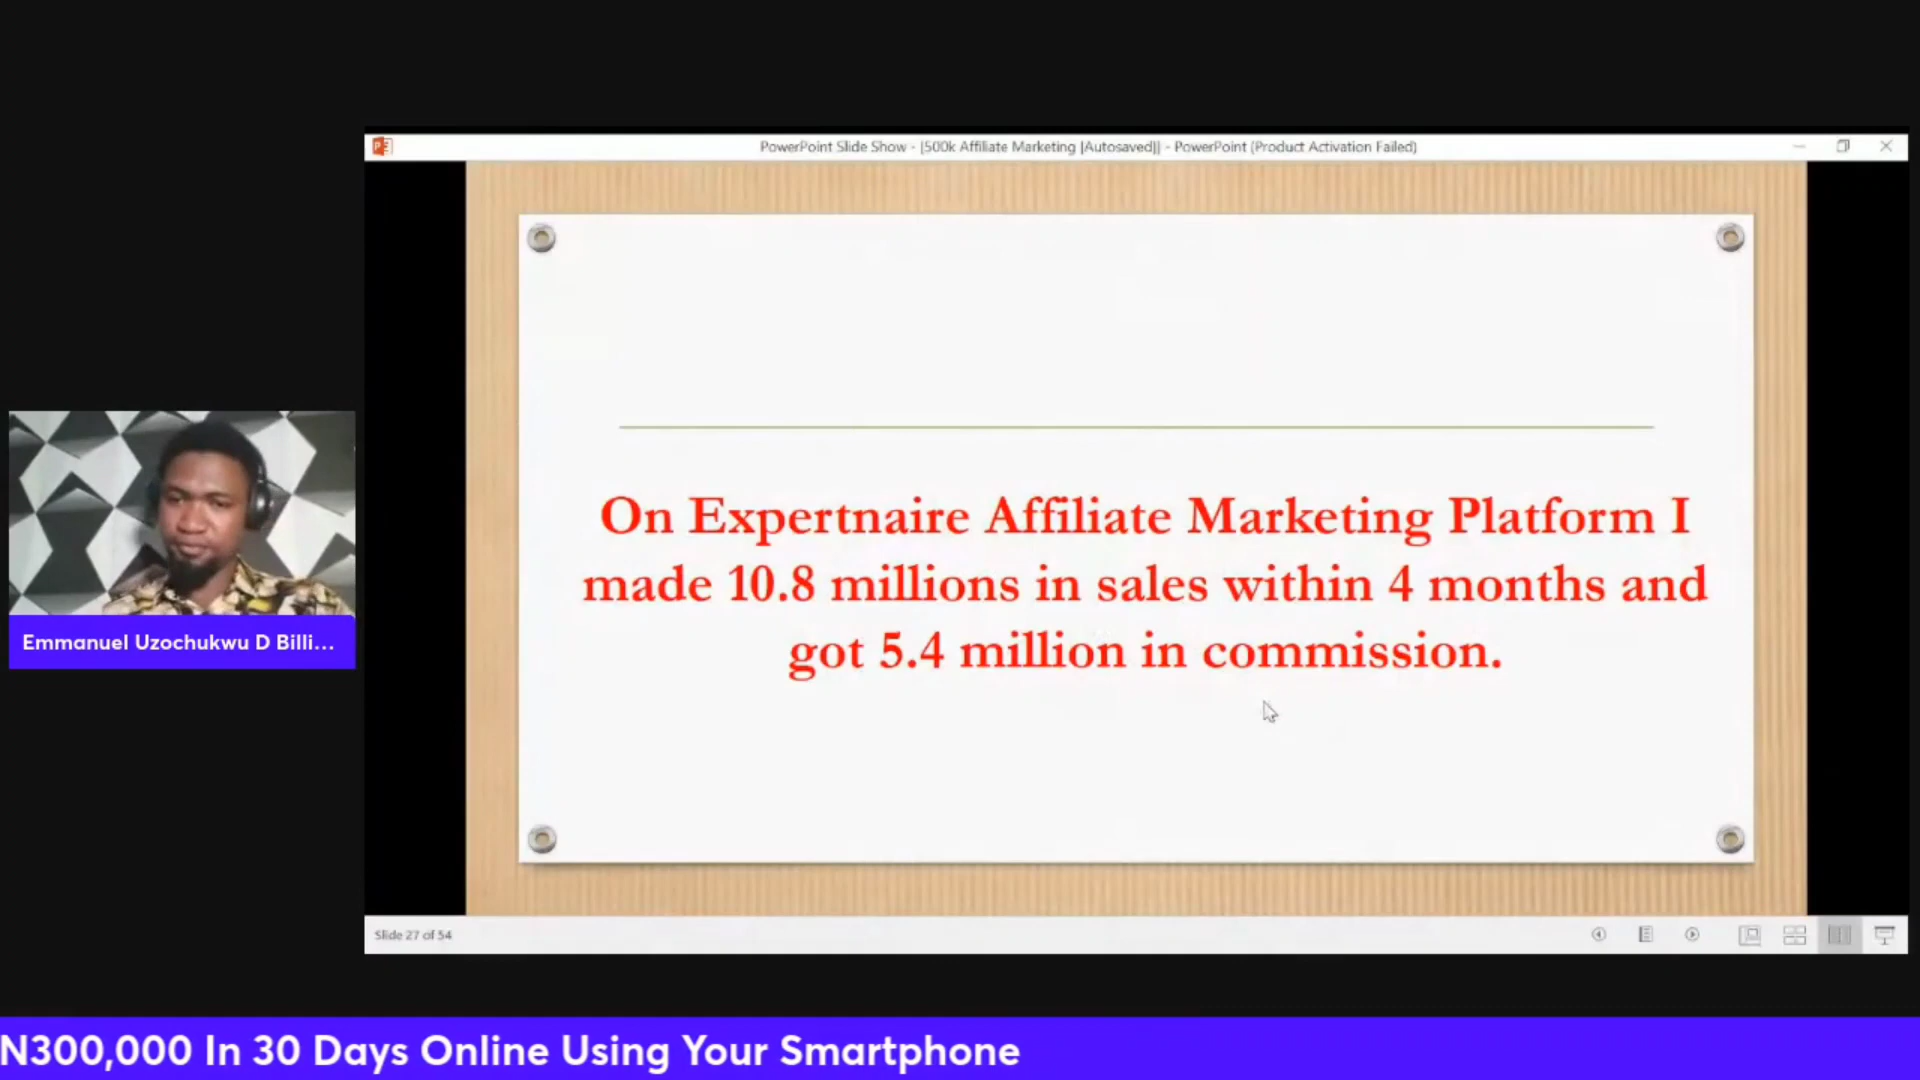 PowerPoint Slide Show - [500k Affiliate Marketing [Autosaved]] - PowerPoint (Product Activation Failed)
On Expertnaire Affiliate Marketing Platform I
made 10.8 millions in sales within 4 months and
got 5.4 million in commission.
Emmanuel Uzochukwu D Billi...
Slide 27 of 54
N300,000 In 30 Days Online Using Your Smartphone